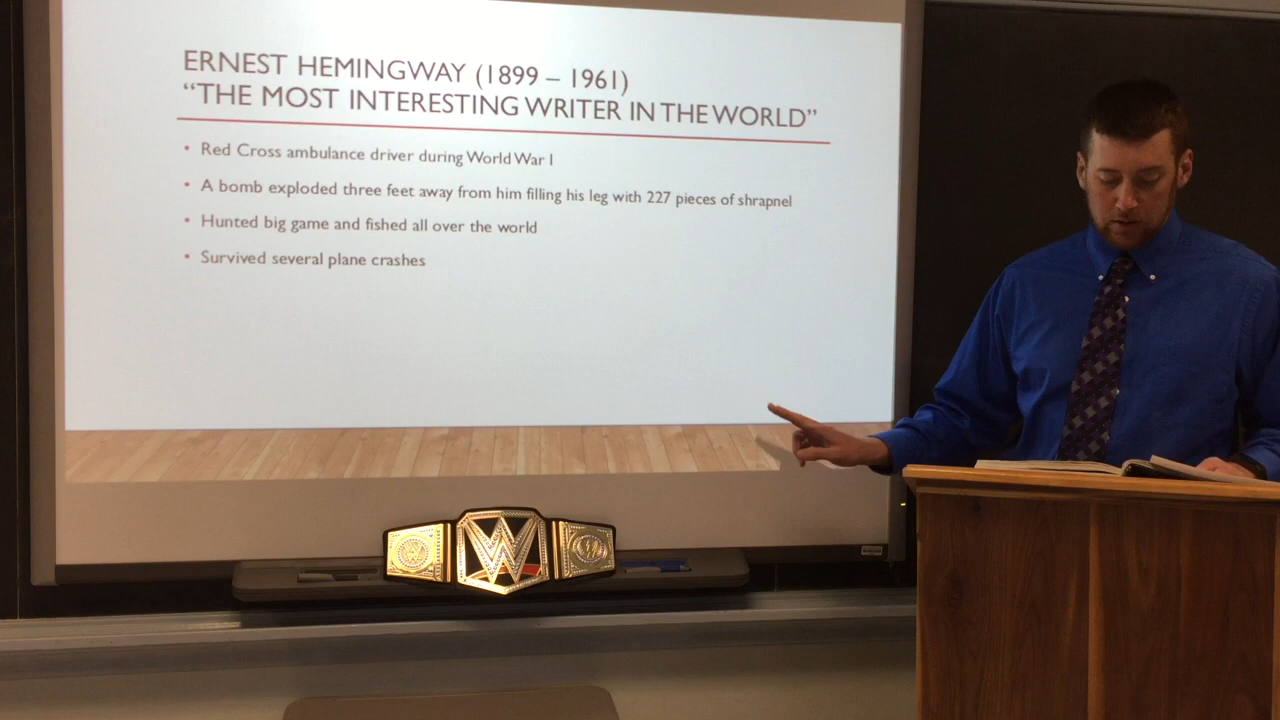 ERNEST HEMINGWAY (1899 – 1961)
“THE MOST INTERESTING WRITER IN THE WORLD”
• Red Cross ambulance driver during World War I
• A bomb exploded three feet away from him filling his leg with 227 pieces of shrapnel
• Hunted big game and fished all over the world
• Survived several plane crashes